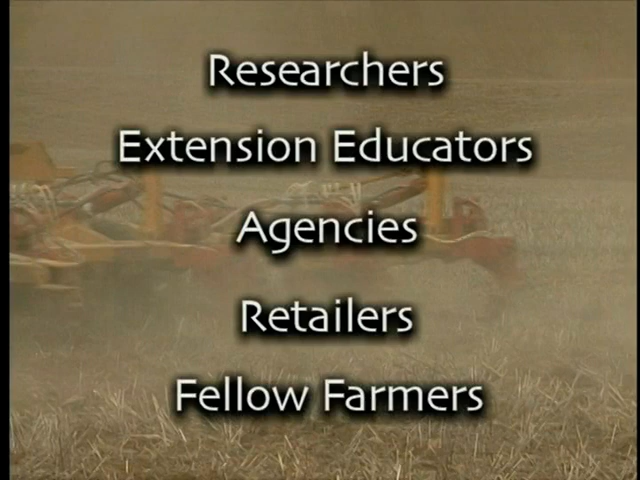 Researchers
Extension Educators
Agencies
Retailers
Fellow Farmers